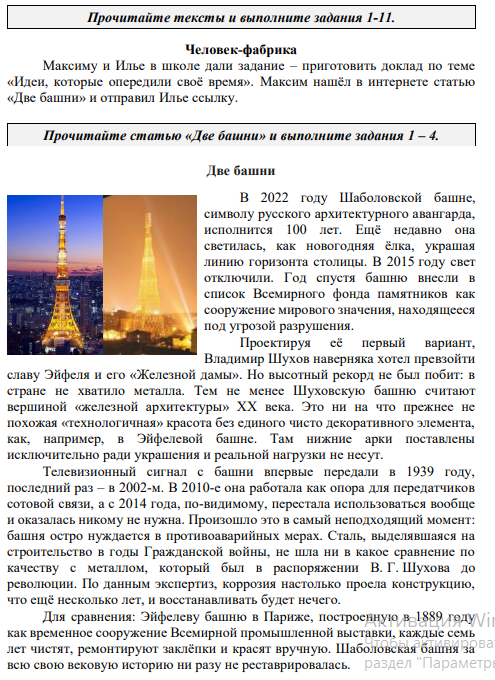 Прочитайте тексты и выполните задания 1-11.
Человек-фабрика
Максиму и Илье в школе дали задание – приготовить доклад по теме
«Идеи, которые опередили своё время». Максим нашёл в интернете статью
«Две башни» и отправил Илье ссылку.
Прочитайте статью «Две башни» и выполните задания 1 – 4.
Две башни
В 2022 году Шаболовской башне,
символу русского архитектурного авангарда,
исполнится 100 лет. Ещё недавно она
светилась, как новогодняя ёлка, украшая
линию горизонта столицы. В 2015 году свет
отключили. Год спустя башню внесли в
список Всемирного фонда памятников как
сооружение мирового значения, находящееся
под угрозой разрушения.
Проектируя её первый вариант,
Владимир Шухов наверняка хотел превзойти
славу Эйфеля и его «Железной дамы». Но высотный рекорд не был побит: в
стране не хватило металла. Тем не менее Шуховскую башню считают
вершиной «железной архитектуры» XX века. Это ни на что прежнее не
похожая «технологичная» красота без единого чисто декоративного элемента,
как, например, в Эйфелевой башне. Там нижние арки поставлены
исключительно ради украшения и реальной нагрузки не несут.
Телевизионный сигнал с башни впервые передали в 1939 году,
последний раз – в 2002-м. В 2010-е она работала как опора для передатчиков
сотовой связи, а с 2014 года, по-видимому, перестала использоваться вообще
и оказалась никому не нужна. Произошло это в самый неподходящий момент:
башня остро нуждается в противоаварийных мерах. Сталь, выделявшаяся на
строительство в годы Гражданской войны, не шла ни в какое сравнение по
качеству с металлом, который был в распоряжении В. Г. Шухова до
революции. По данным экспертиз, коррозия настолько проела конструкцию,
что ещё несколько лет, и восстанавливать будет нечего.
Для сравнения: Эйфелеву башню в Париже, построенную в 1889 году
как временное сооружение Всемирной промышленной выставки, каждые семь
лет чистят, ремонтируют заклёпки и красят вручную. Шаболовская башня за
всю свою вековую историю ни разу не реставрировалась.
Активация Win
Чтобы активироват
раздел "Параметры